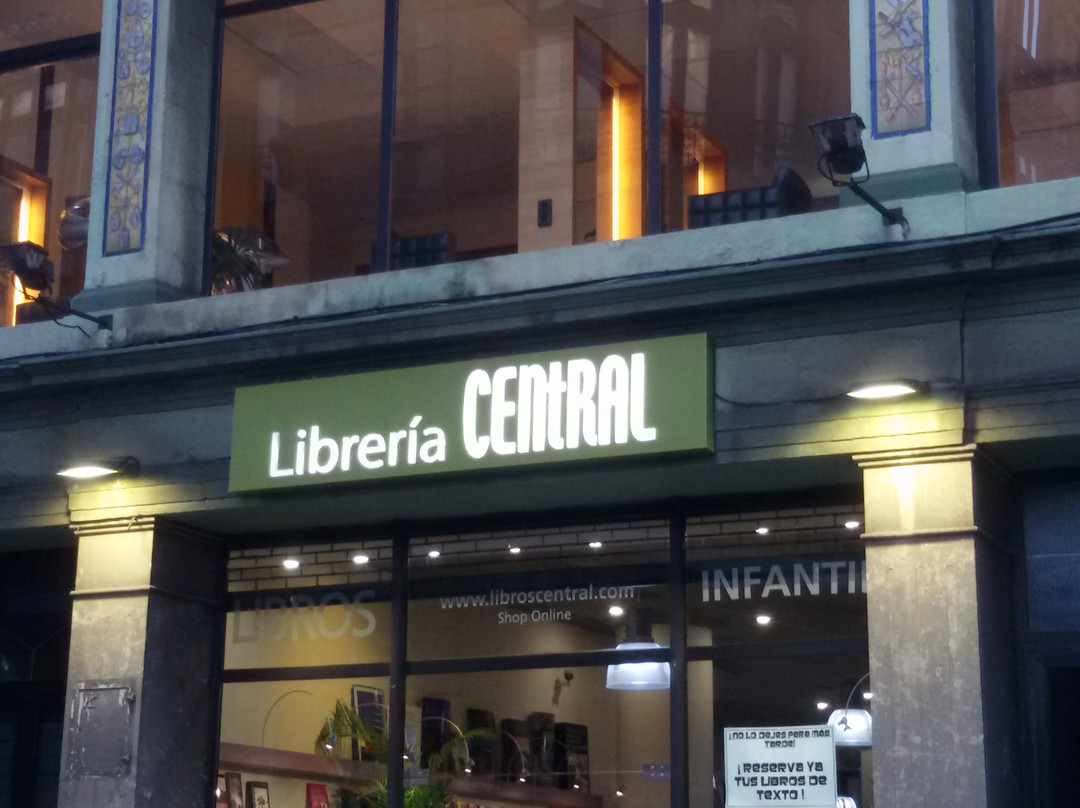 Librería CENtRAL
LIBROS
www.libroscentral.com
Shop Online
INFANTIL
¡NO LO DEJES PARA MÁS
TARDE!
¡RESERVA YA
TUS LIBROS DE
TEXTO!